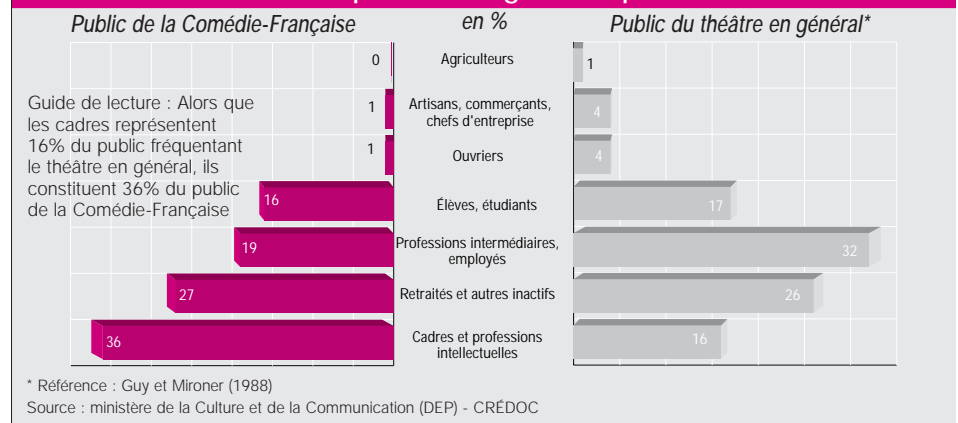 Public de la Comédie-Française
en %
Public du théâtre en général*
0
Agriculteurs
1
Guide de lecture : Alors que
les cadres représentent
16% du public fréquentant
le théâtre en général, ils
constituent 36% du public
de la Comédie-Française
1
Artisans, commerçants,
chefs d'entreprise
4
1
Ouvriers
4
16
Élèves, étudiants
17
19
Professions intermédiaires,
employés
32
27
Retraités et autres inactifs
26
36
Cadres et professions
intellectuelles
16
* Référence : Guy et Mironer (1988)
Source : ministère de la Culture et de la Communication (DEP) - CRÉDOC